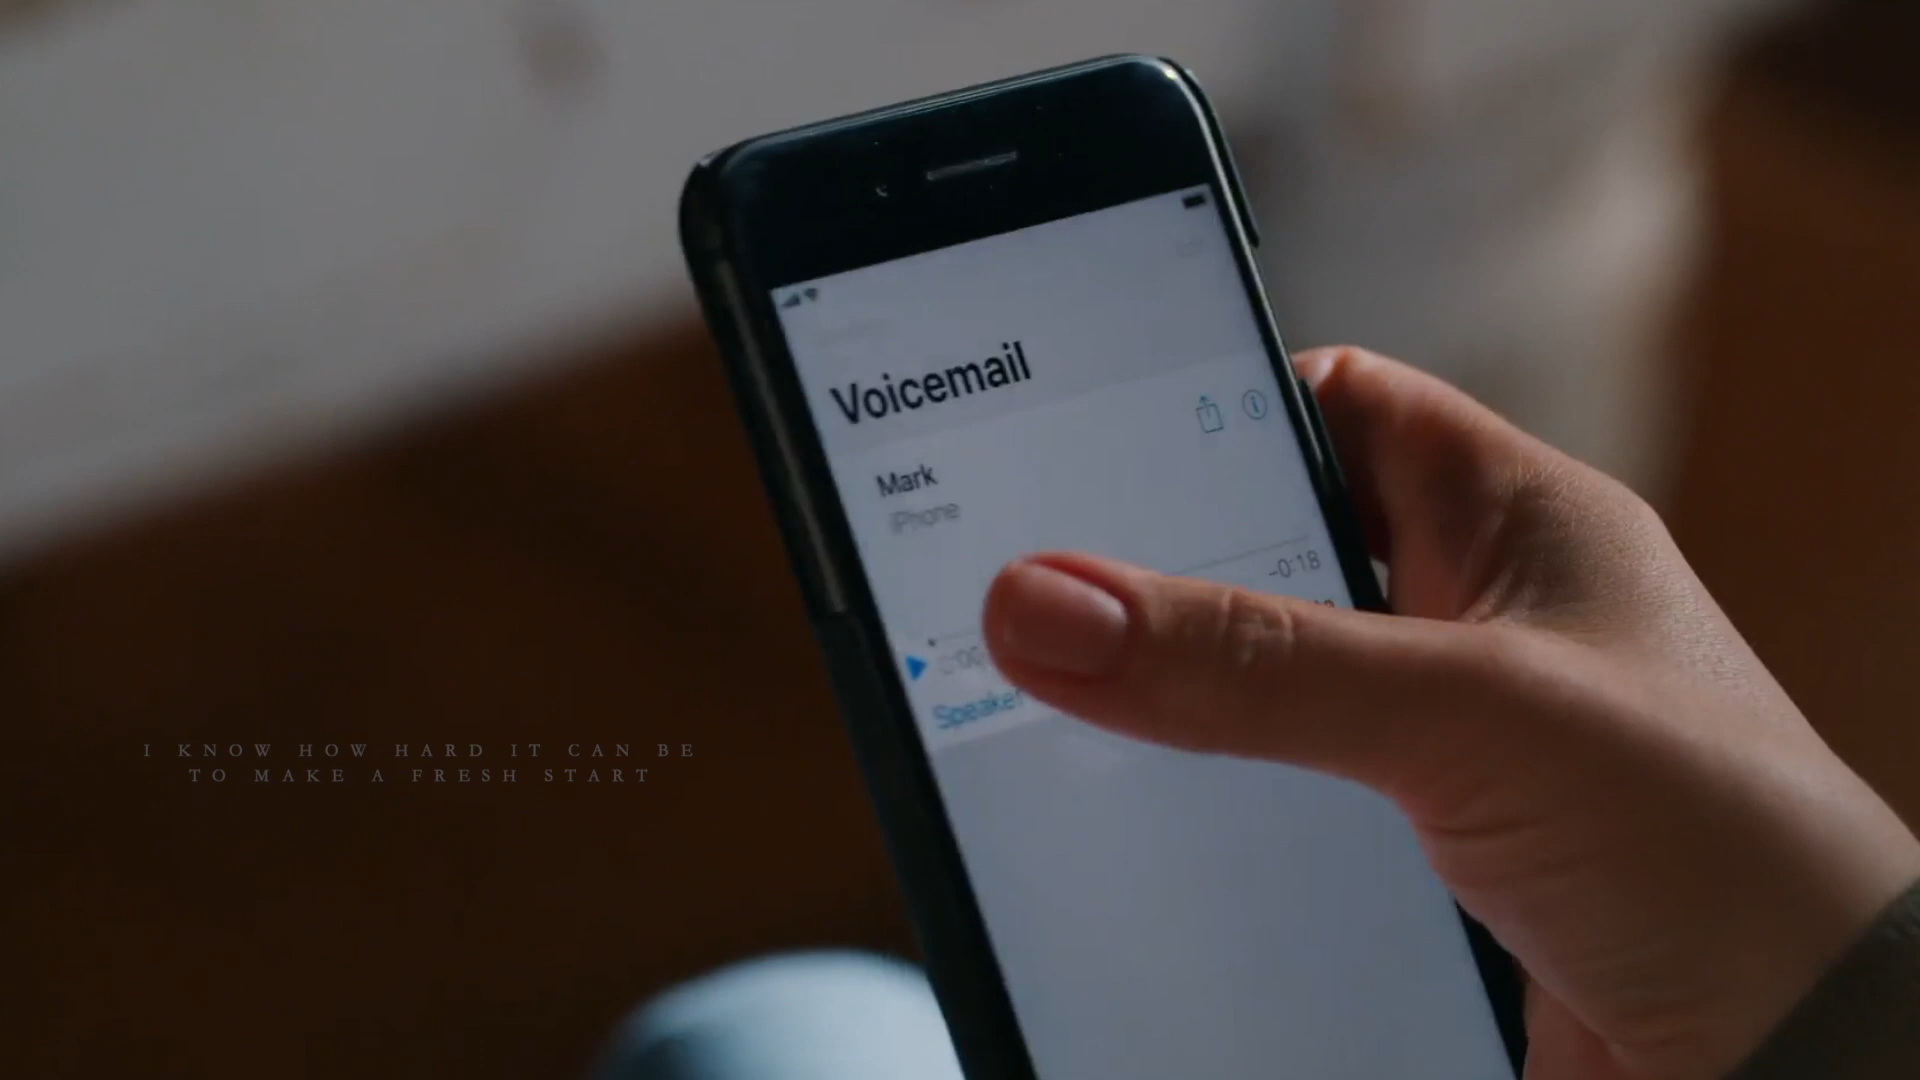 Voicemail
Mark
iPhone
-0:18
Speaker
I KNOW HOW HARD IT CAN BE
TO MAKE A FRESH START